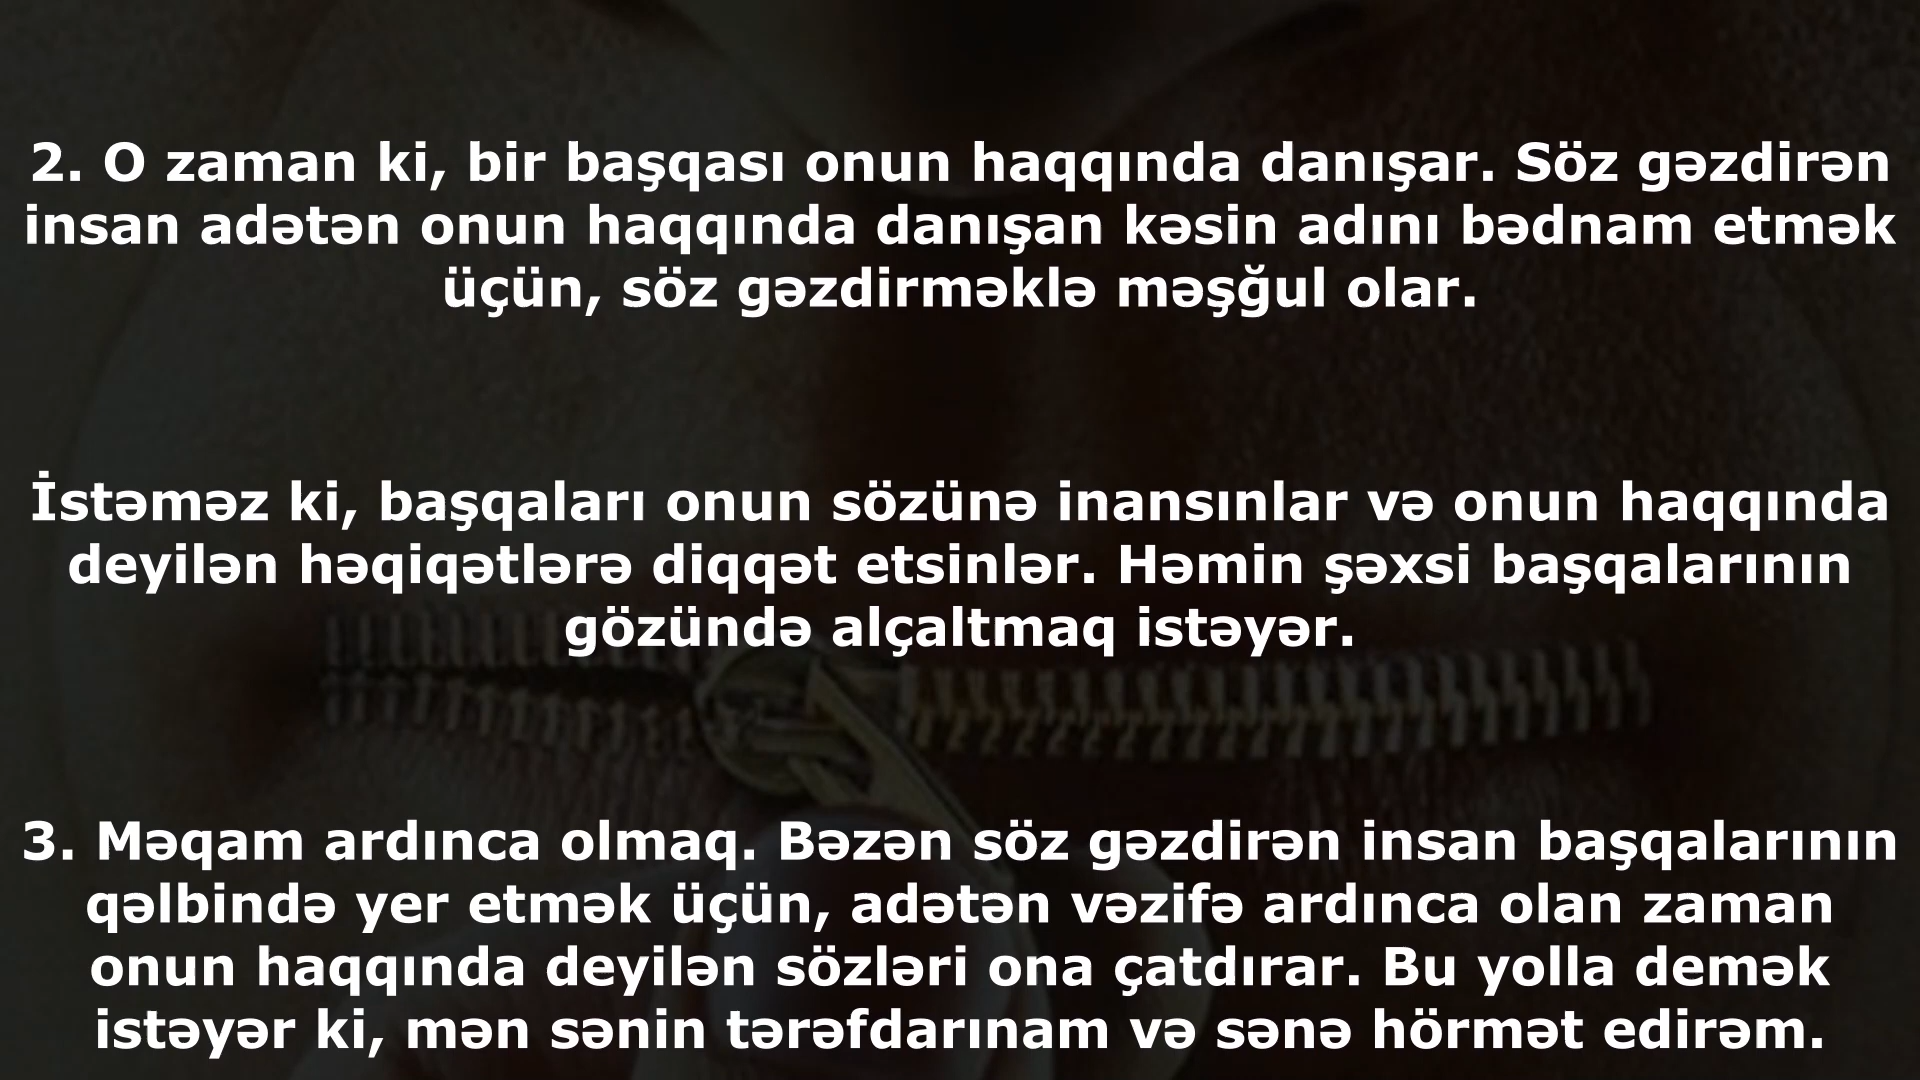 2. O zaman ki, bir başqası onun haqqında danışar. Söz gəzdirən
insan adətən onun haqqında danışan kəsin adını bədnam etmək
üçün, söz gəzdirməklə məşğul olar.
İstəməz ki, başqaları onun sözünə inansınlar və onun haqqında
deyilən həqiqətlərə diqqət etsinlər. Həmin şəxsi başqalarının
gözündə alçaltmaq istəyər.
3. Məqam ardınca olmaq. Bəzən söz gəzdirən insan başqalarının
qəlbində yer etmək üçün, adətən vəzifə ardınca olan zaman
onun haqqında deyilən sözləri ona çatdırar. Bu yolla demək
istəyər ki, mən sənin tərəfdarınam və sənə hörmət edirəm.